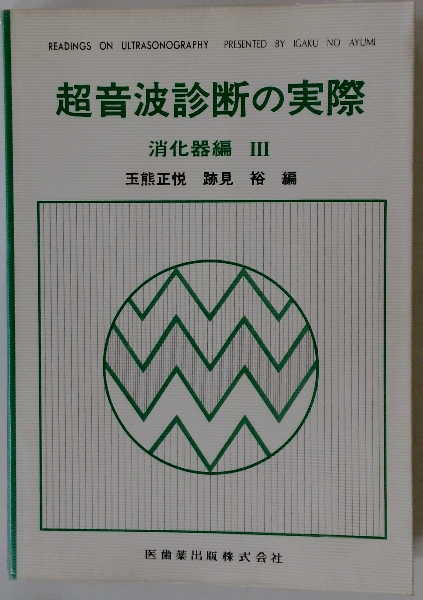 READINGS ON ULTRASONOGRAPHY PRESENTED BY IGAKU NO AYUMI
超音波診断の実際
消化器編 III
玉熊正悦 跡見 裕 編
医歯薬出版株式会社